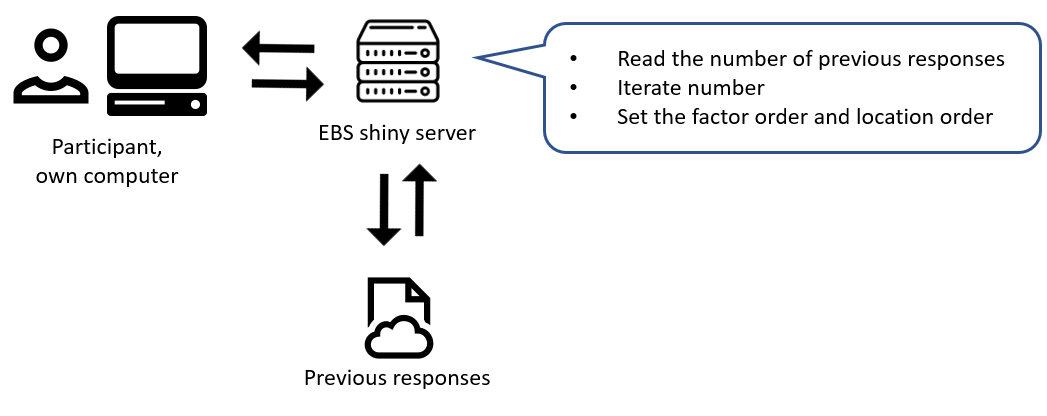 Participant,
own computer
EBS shiny server
• Read the number of previous responses
• Iterate number
• Set the factor order and location order
Previous responses